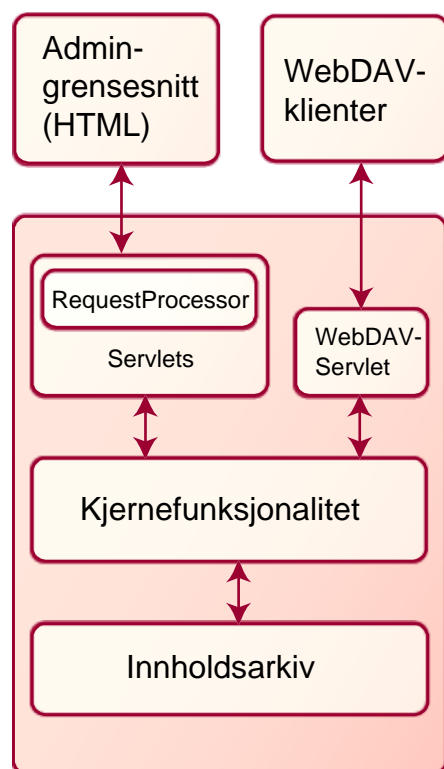 Admin-
grensesnitt
(HTML)
WebDAV-
klienter
RequestProcessor
Servlets
WebDAV-
Servlet
Kjernefunksjonalitet
Innholdsarkiv